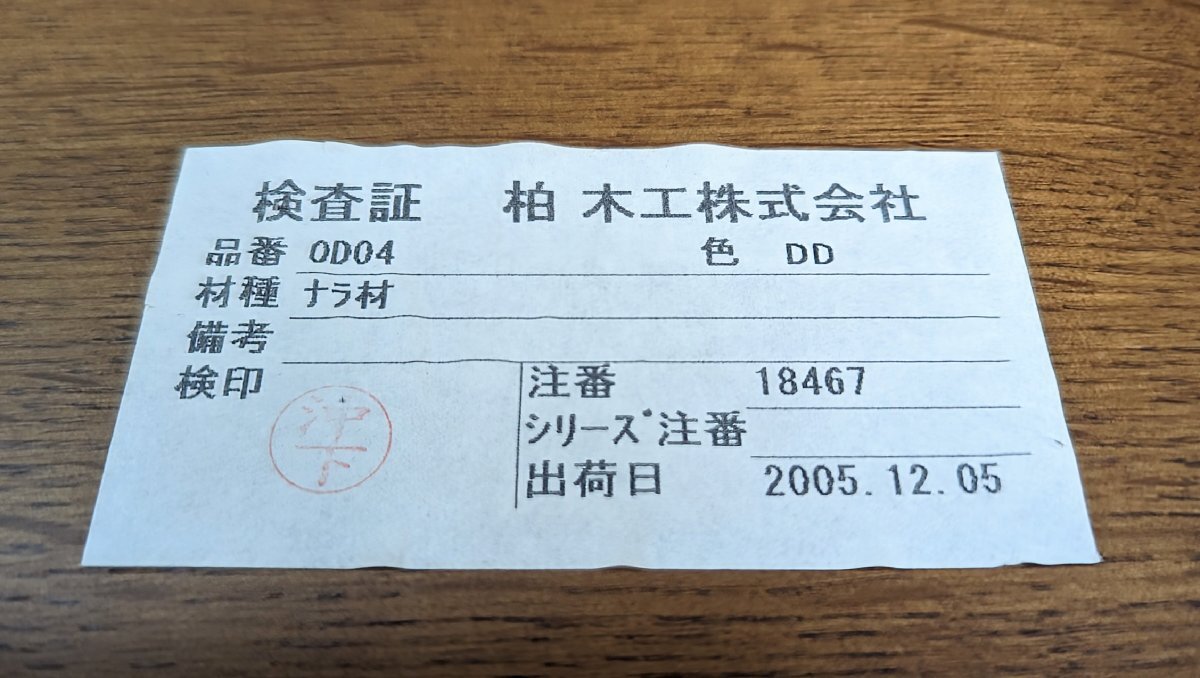 検査証 柏木工株式会社
品番 OD04 色 DD
材種 ナラ材
備考
検印
注番 18467
シリーズ注番
出荷日 2005.12.05